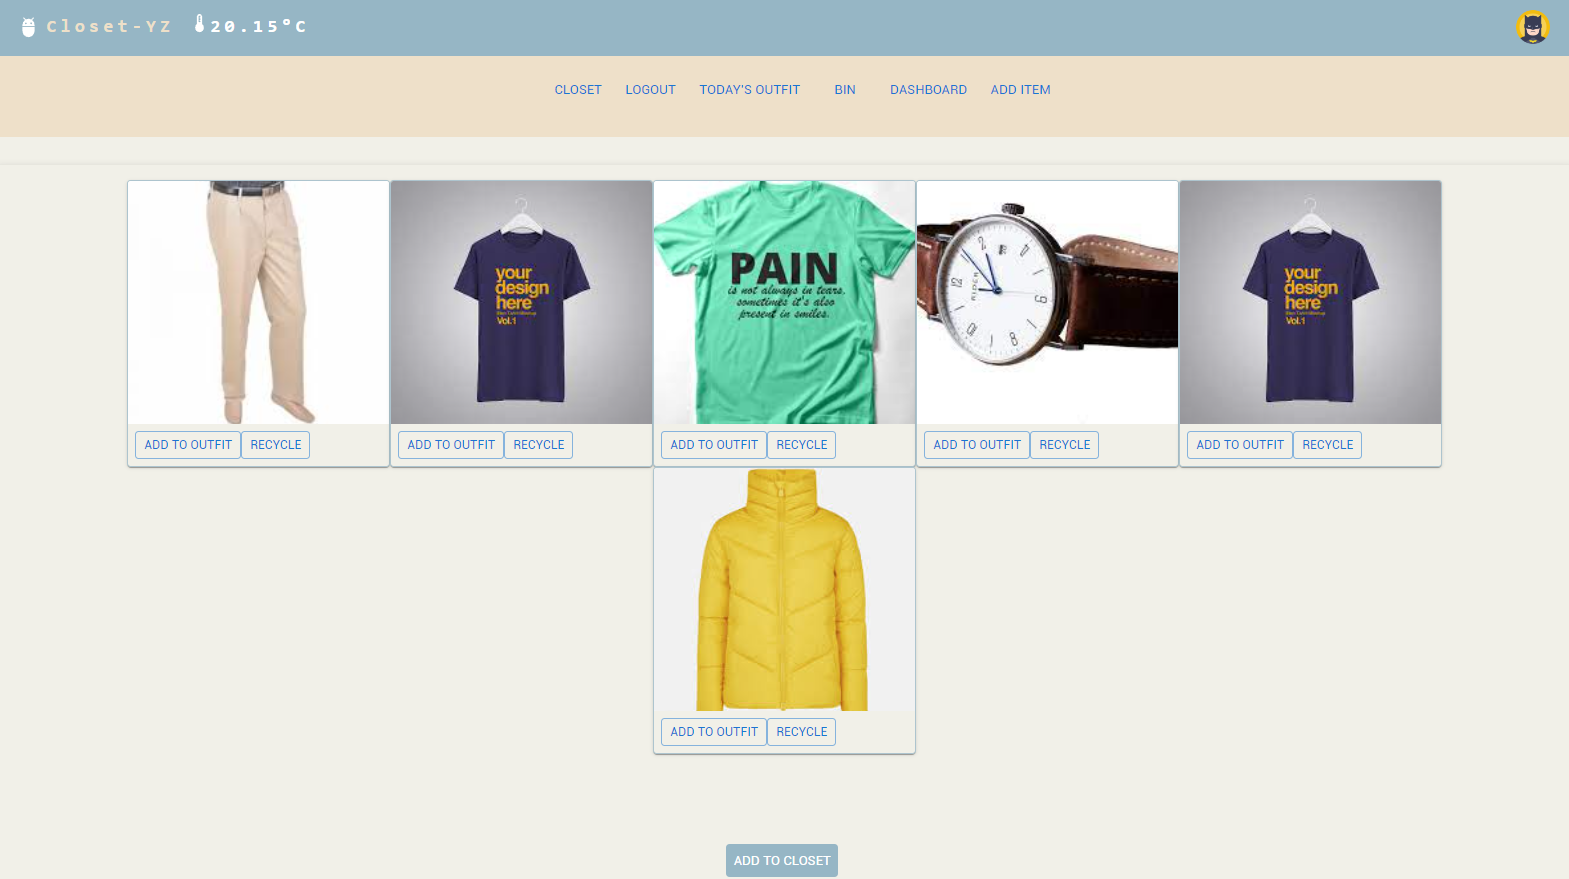 Closet-YZ 20.15°C
CLOSET LOGOUT TODAY'S OUTFIT BIN DASHBOARD ADD ITEM
your
design
here
Vol.1
PAIN
is not always in tears.
sometimes it's also
present in smiles.
12
2
9
8
RIDER
your
design
here
Vol.1
ADD TO OUTFIT RECYCLE
ADD TO OUTFIT RECYCLE
ADD TO OUTFIT RECYCLE
ADD TO OUTFIT RECYCLE
ADD TO OUTFIT RECYCLE
ADD TO OUTFIT RECYCLE
ADD TO CLOSET